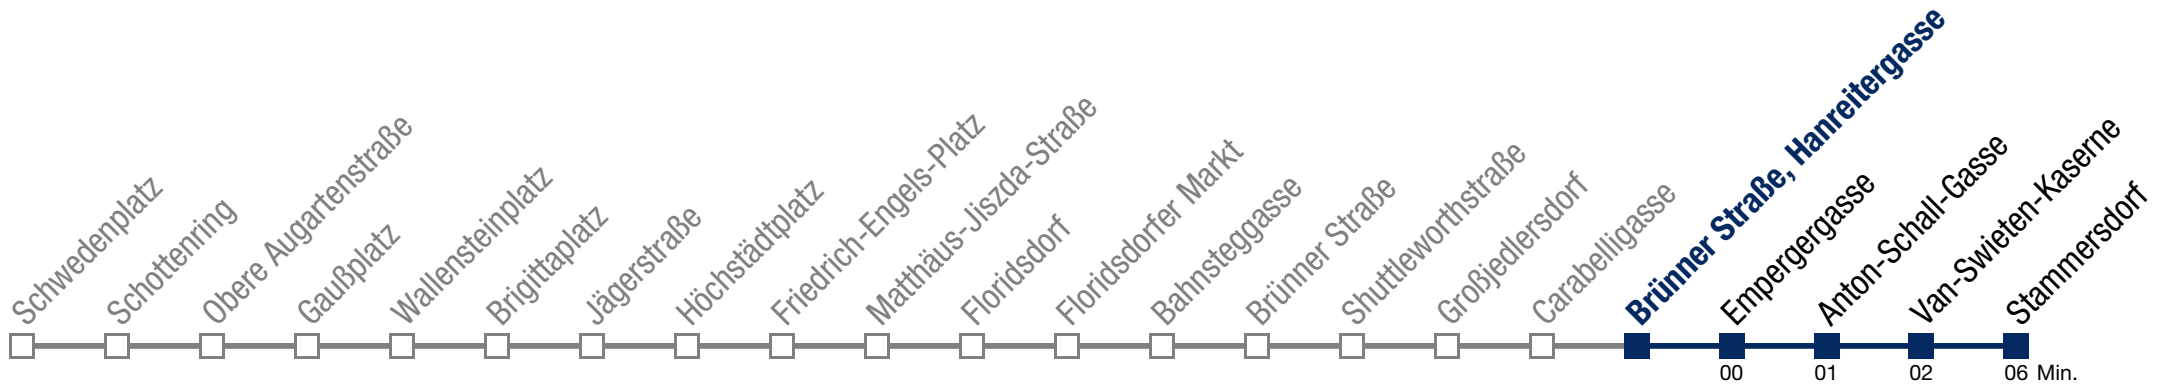 Schwedenplatz
Schottenring
Obere Augartenstraße
Gaußplatz
Wallensteinplatz
Brigittaplatz
Jägerstraße
Höchstädtplatz
Friedrich-Engels-Platz
Matthäus-Jiszda-Straße
Floridsdorf
Floridsdorfer Markt
Bahnsteggasse
Brünner Straße
Shuttleworthstraße
Großjedlersdorf
Carabelligasse
Brünner Straße, Hanreitergasse
Empergergasse
Anton-Schall-Gasse
Van-Swieten-Kaserne
Stammersdorf
00 01 02 06 Min.